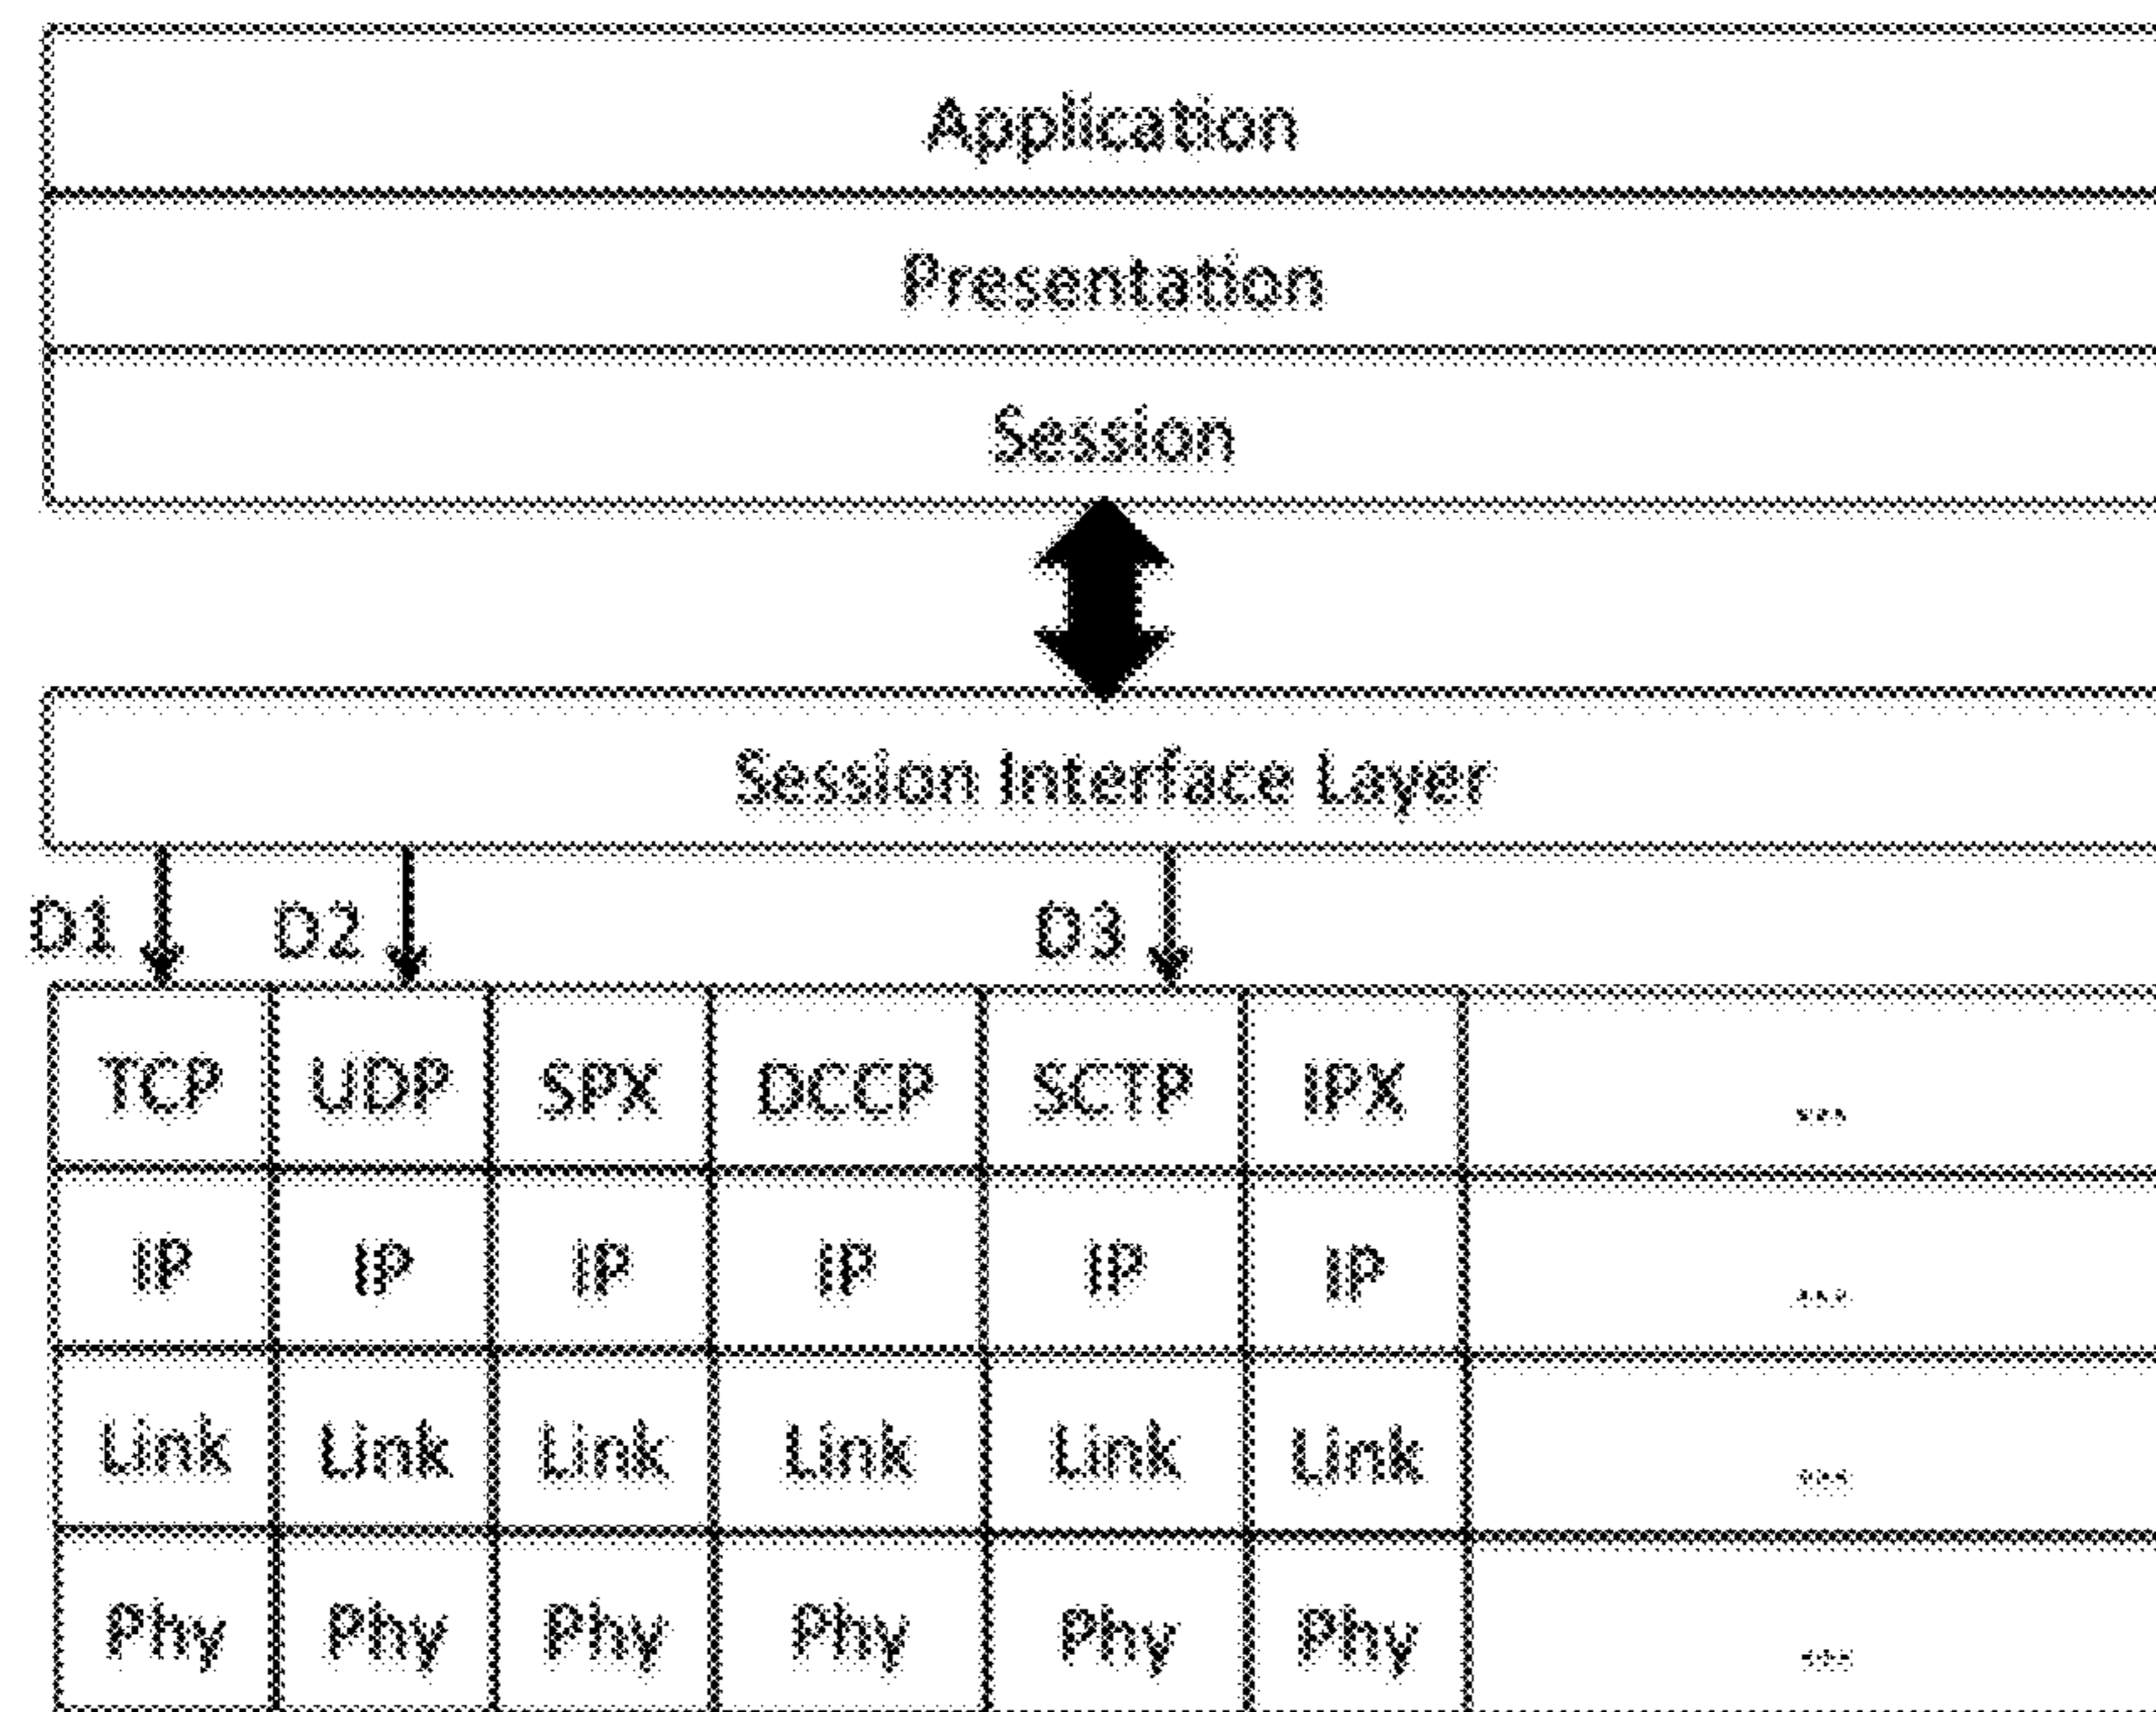 Application
Presentation
Session
Session Interface Layer
D1 D2 D3
TCP UDP SPX DCCP SCTP IPX ...
IP IP IP IP IP IP ...
Link Link Link Link Link Link ...
Phy Phy Phy Phy Phy Phy ...